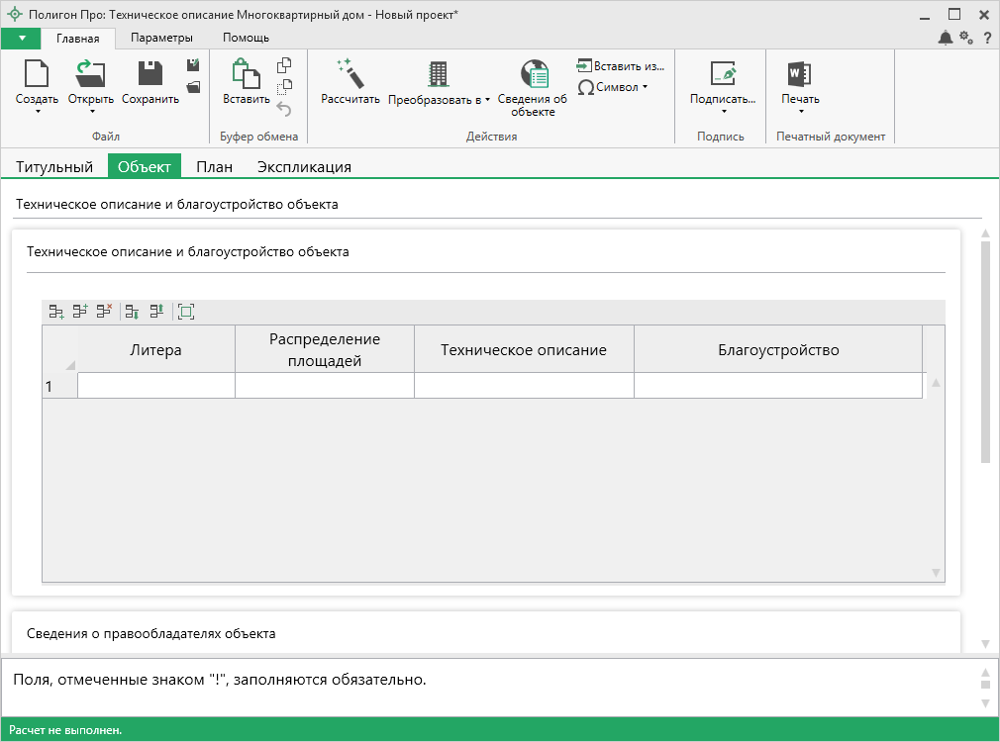 Полигон Про: Техническое описание Многоквартирный дом - Новый проект*
Главная Параметры Помощь
Создать Открыть Сохранить
Файл
Вставить
Буфер обмена
Рассчитать Преобразовать в Сведения об объекте
Вставить из...
Символ
Действия
Подписать...
Подпись
Печать
Печатный документ
Титульный Объект План Экспликация
Техническое описание и благоустройство объекта
Техническое описание и благоустройство объекта
Литера Распределение площадей Техническое описание Благоустройство
1
Сведения о правообладателях объекта
Поля, отмеченные знаком "!", заполняются обязательно.
Расчет не выполнен.